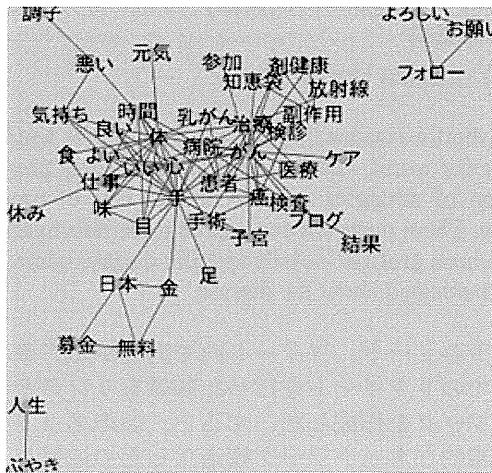 調子
よろしい
お願い
元気
悪い
参加
創健康
フォロー
知恵袋
放射線
気持ち
時間
乳がん
副作用
良い
体
治療
検診
食
よい
いい
心
病院
がん
ケア
仕事
患者
医療
休み
味
手
癌
検査
目
手術
ブログ
子宮
結果
日本
金
足
募金
無料
人生
ぶやき